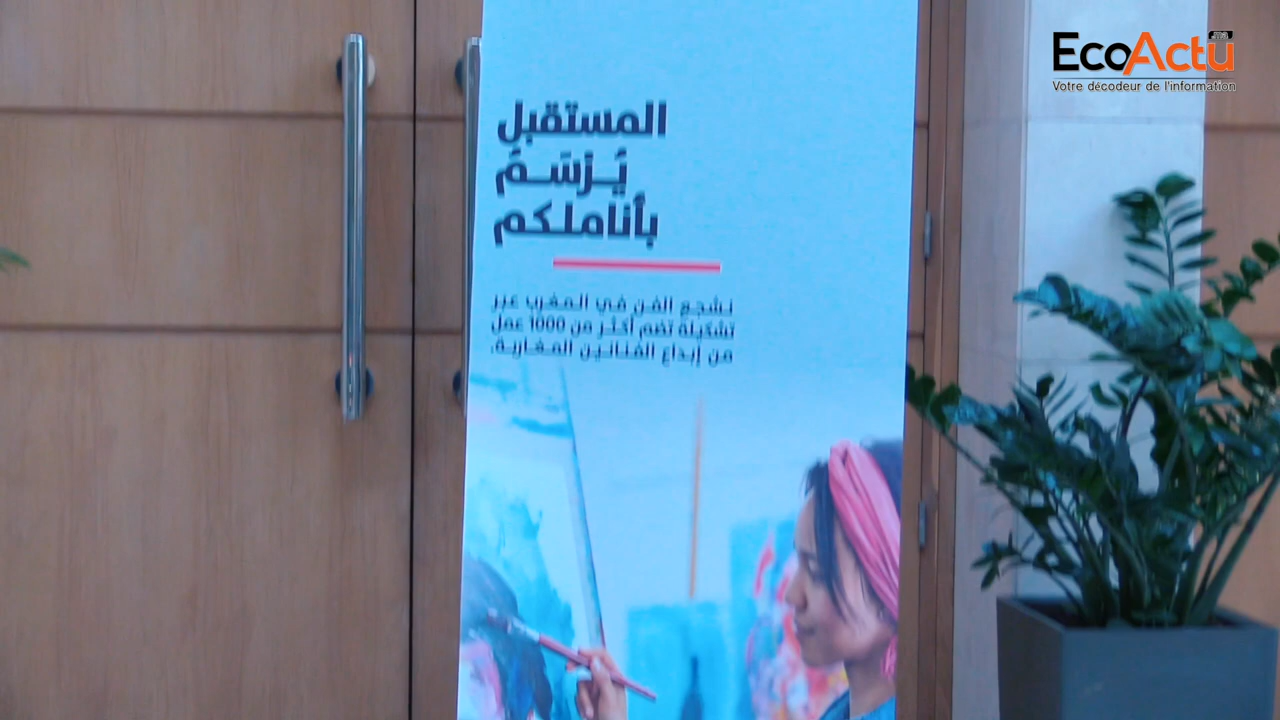 المستقبل
يُرْسَمُ
بأناملكم
نشجع الفن في المغرب عبر
تشكيلة تضم أكثر من 1000 عمل
من إبداع الفنانين المغاربة.
EcoActu
.ma
Votre décodeur de l'information